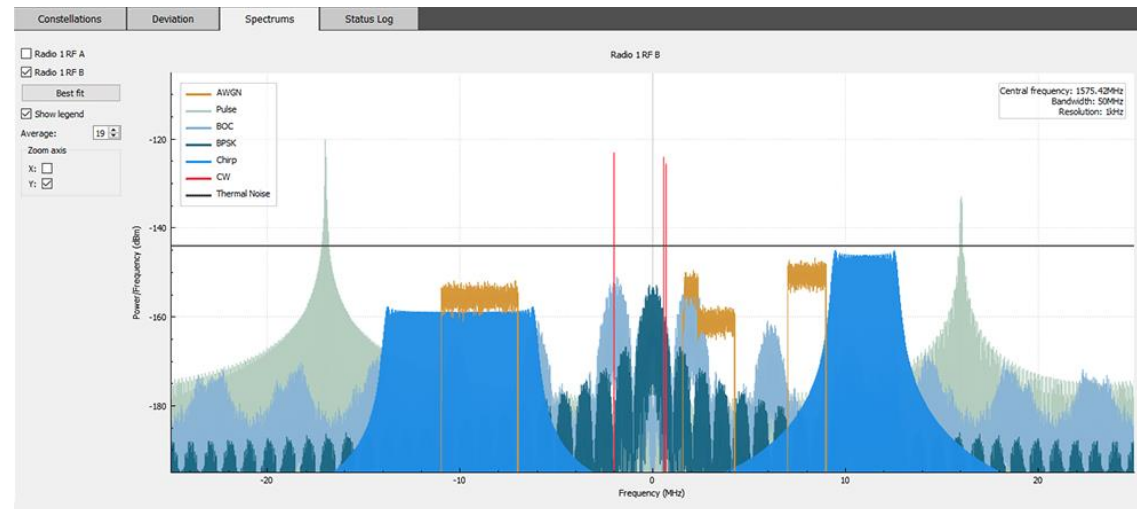 Constellations
Deviation
Spectrums
Status Log
Radio 1 RF A
Radio 1 RF B
Best fit
Show legend
Average: 19
Zoom axis
X:
Y:
Radio 1 RF B
AWGN
Pulse
BOC
BPSK
Chirp
CW
Thermal Noise
Central frequency: 1575.42MHz
Bandwidth: 50MHz
Resolution: 1kHz
Power/Frequency (dBm)
-120
-140
-160
-180
-20
-10
0
10
20
Frequency (MHz)